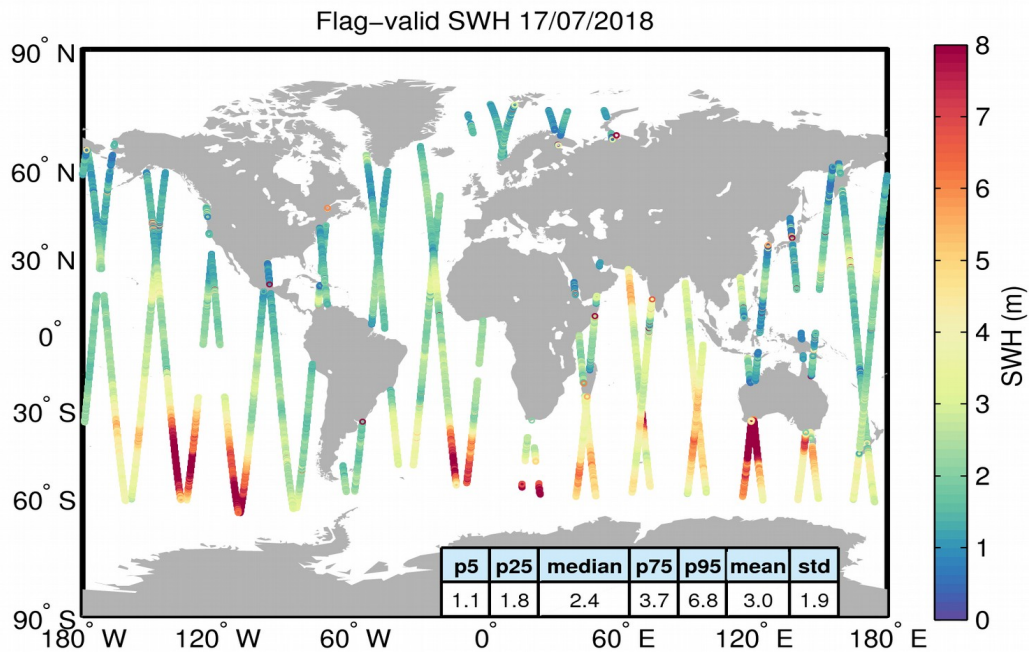 Flag−valid SWH 17/07/2018
90° N
60° N
30° N
0°
30° S
60° S
90° S
180° W
120° W
60° W
0°
60° E
120° E
180° E
p5 p25 median p75 p95 mean std
1.1 1.8 2.4 3.7 6.8 3.0 1.9
8
7
6
5
4
3
2
1
0
SWH (m)